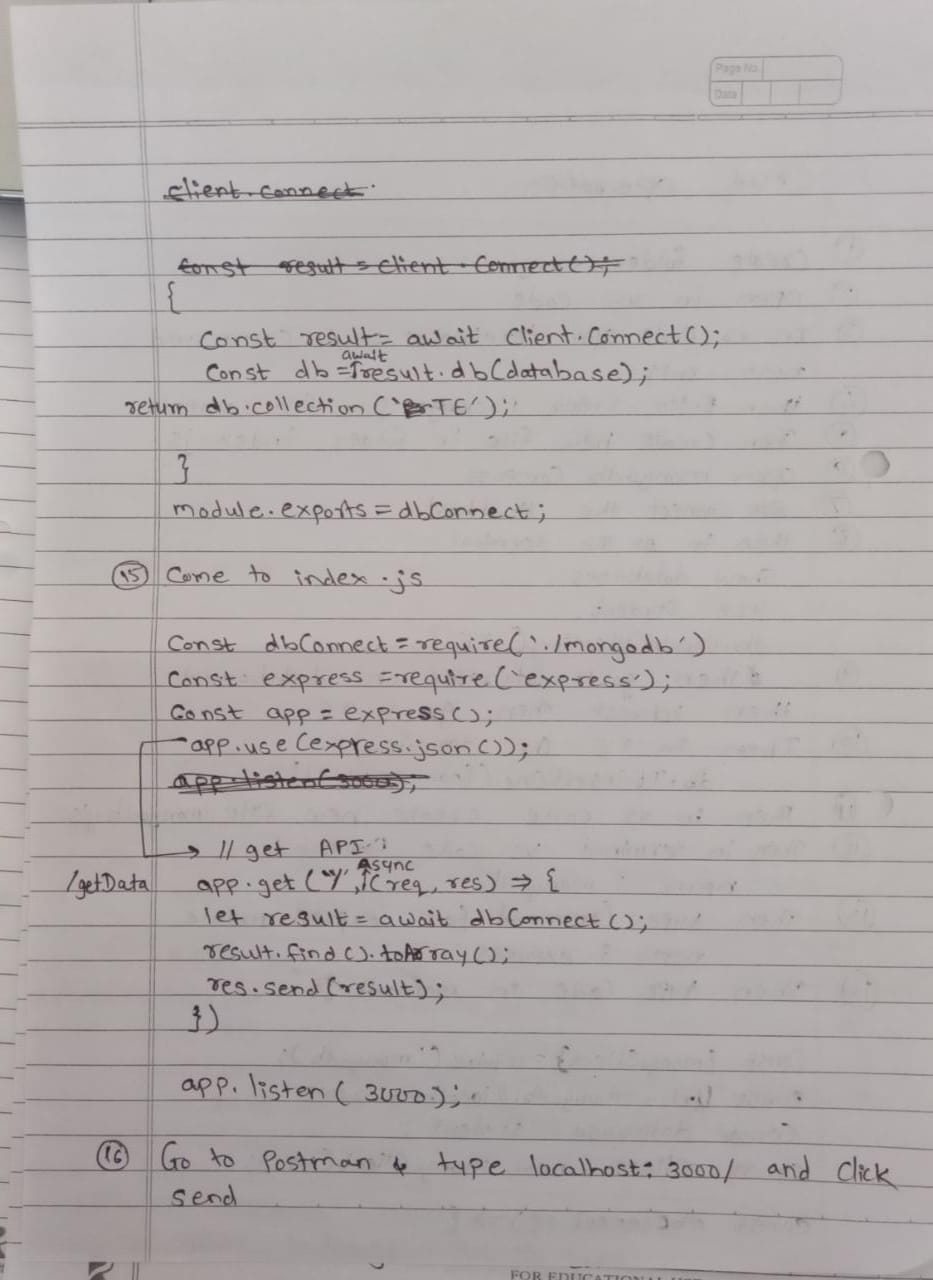 Page No.
Date
client.connect.
const result = client.Connect();
{
Const result= await Client.Connect();
await
Const db = result.db(database);
return db.collection('TE');
}
module.exports = dbConnect;
15 Come to index.js
Const dbConnect = require('./mongodb')
Const express = require('express');
Const app = express();
app.use(express.json());
app.listen(3000);
// get API
Async
/getData app.get('/', (req, res) => {
let result = await dbConnect();
result.find().toArray();
res.send(result);
})
app.listen(3000);
16 Go to Postman & type localhost: 3000/ and Click
send
FOR EDUCATIONAL USE